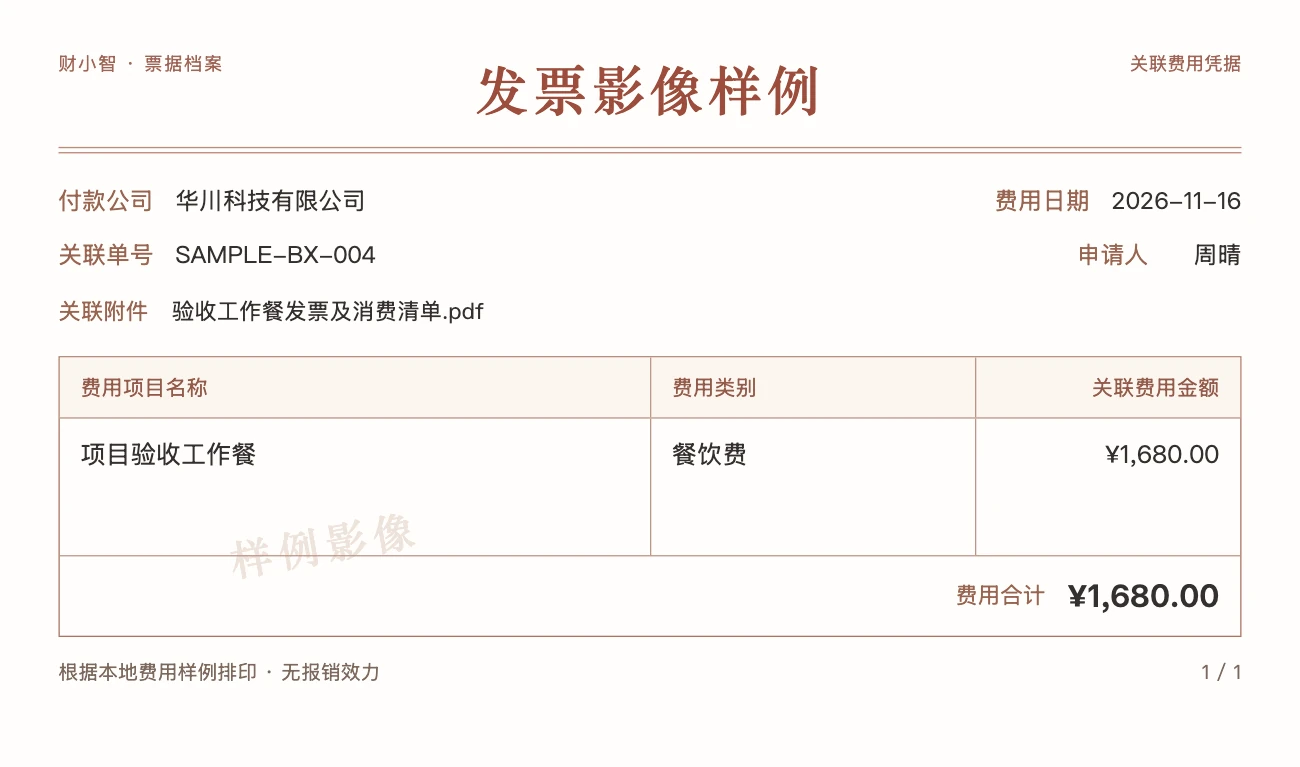 财小智 · 票据档案
发票影像样例
关联费用凭据
付款公司 华川科技有限公司
费用日期 2026-11-16
关联单号 SAMPLE-BX-004
申请人 周晴
关联附件 验收工作餐发票及消费清单.pdf
费用项目名称 费用类别 关联费用金额
项目验收工作餐 餐饮费 ¥1,680.00
样例影像
费用合计 ¥1,680.00
根据本地费用样例排印 · 无报销效力
1 / 1